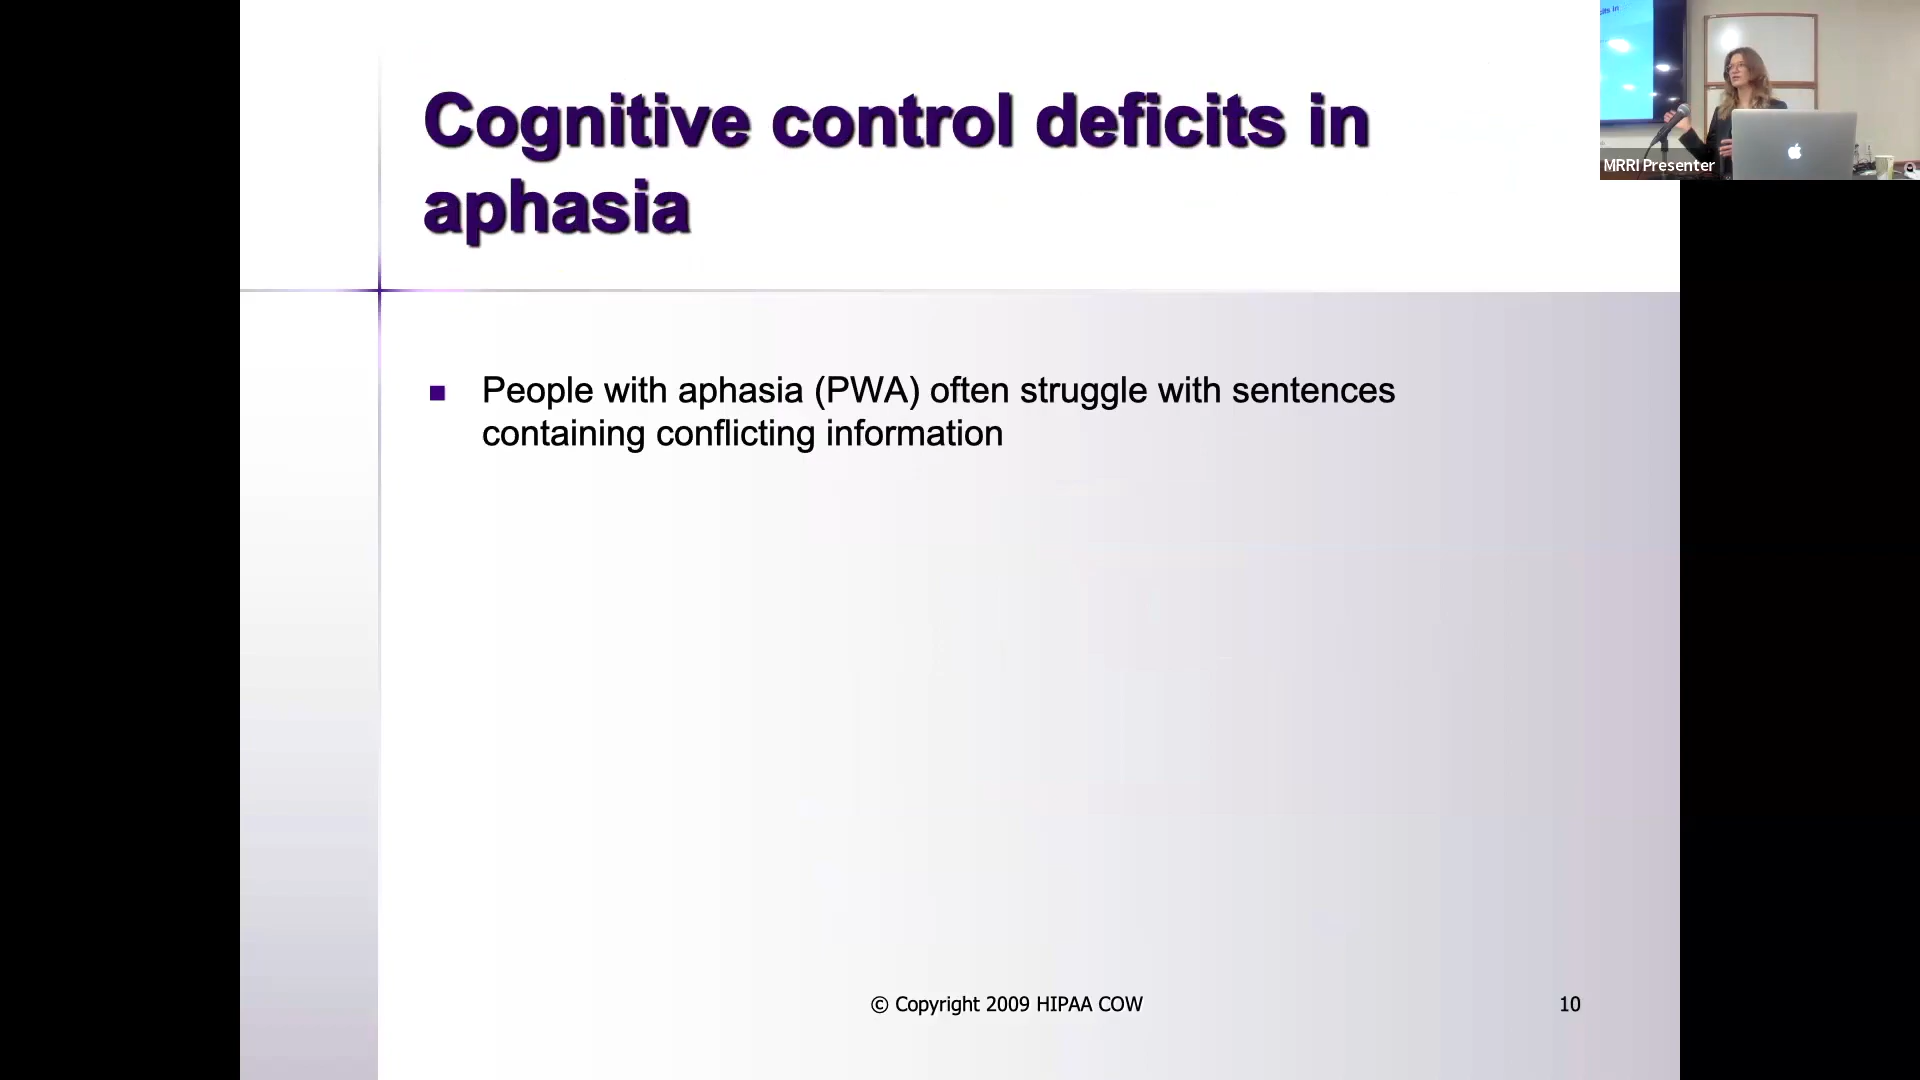 Cognitive control deficits in
aphasia
People with aphasia (PWA) often struggle with sentences
containing conflicting information
© Copyright 2009 HIPAA COW
10
MRRI Presenter